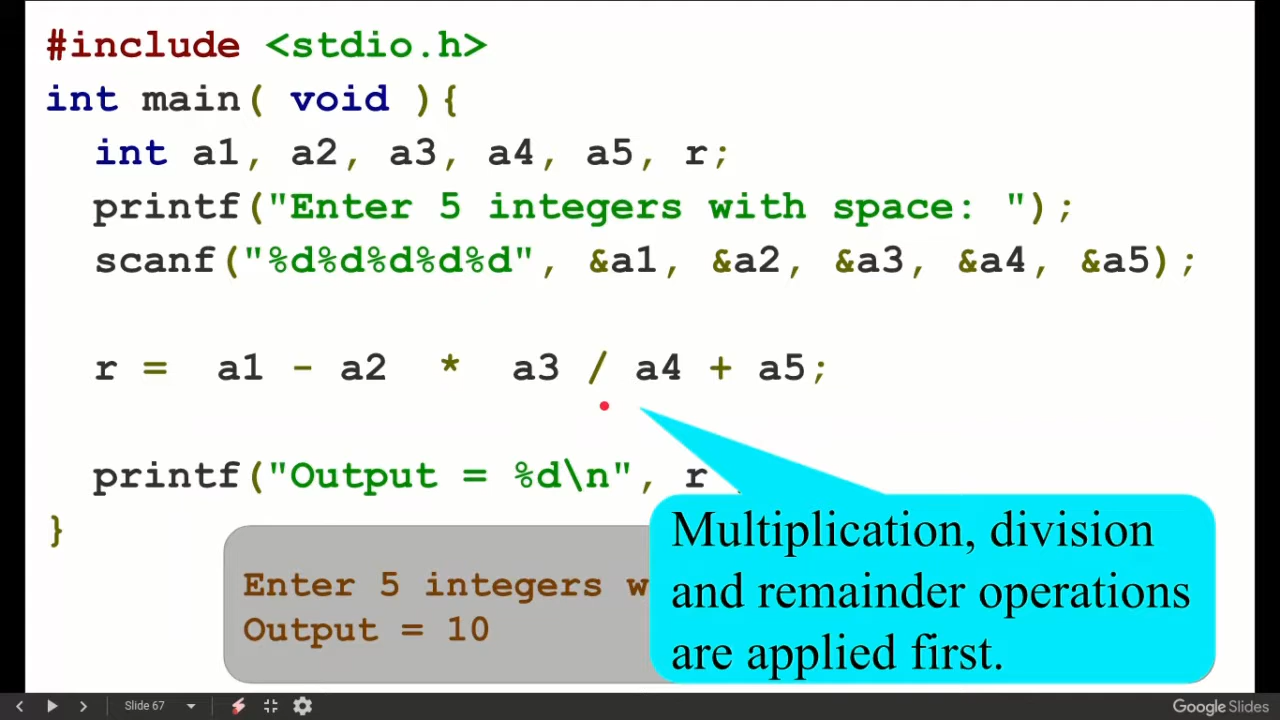 #include <stdio.h>
int main( void ){
int a1, a2, a3, a4, a5, r;
printf("Enter 5 integers with space: ");
scanf("%d%d%d%d%d", &a1, &a2, &a3, &a4, &a5);
r = a1 - a2 * a3 / a4 + a5;
printf("Output = %d\n", r
}
Enter 5 integers w
Output = 10
Multiplication, division
and remainder operations
are applied first.
Slide 67
Google Slides